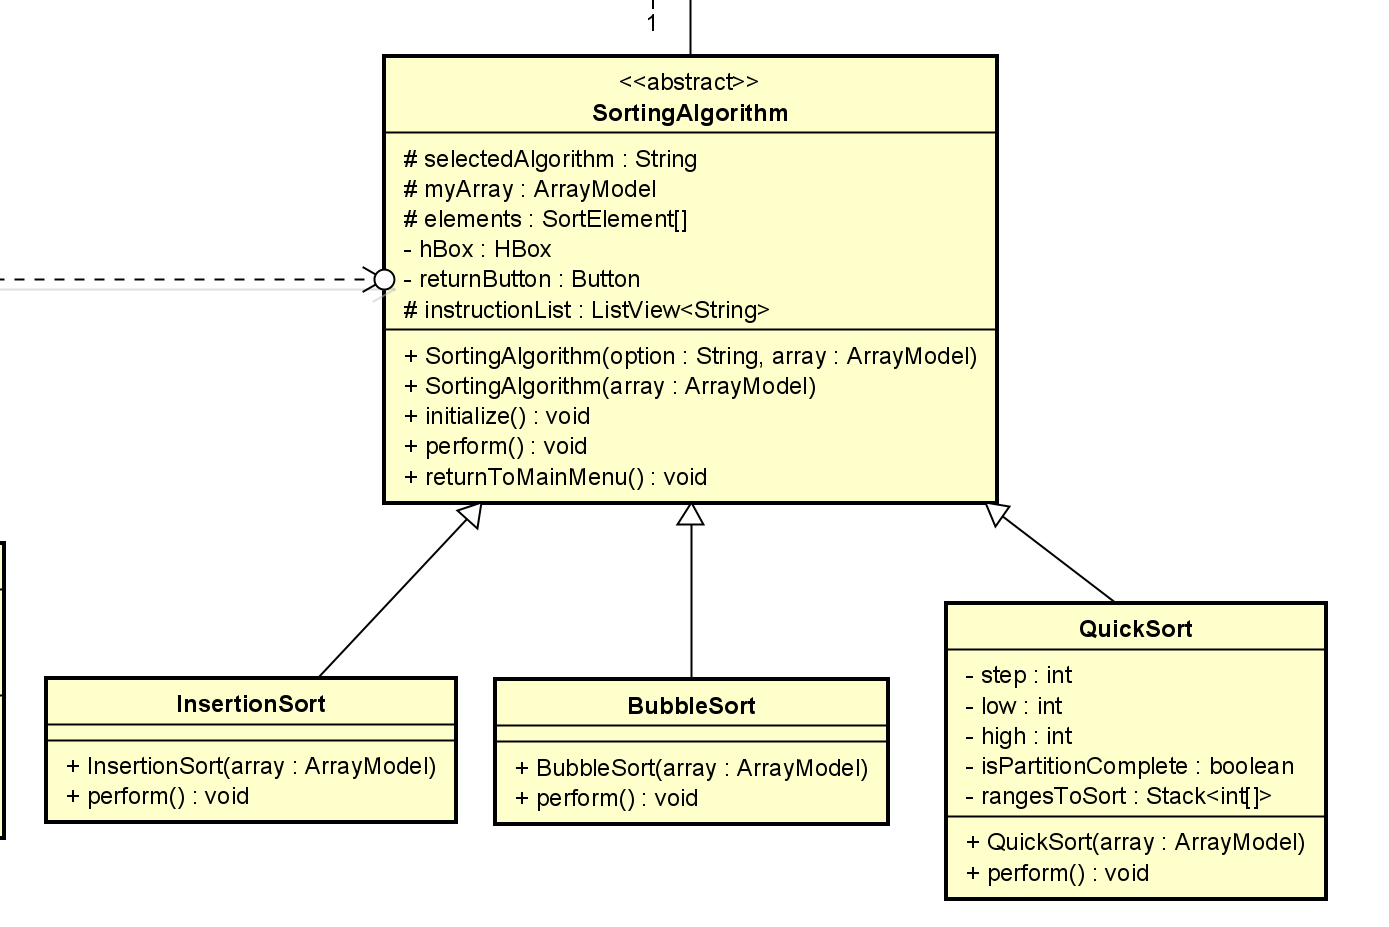 1
<<abstract>>
SortingAlgorithm
# selectedAlgorithm : String
# myArray : ArrayModel
# elements : SortElement[]
- hBox : HBox
- returnButton : Button
# instructionList : ListView<String>
+ SortingAlgorithm(option : String, array : ArrayModel)
+ SortingAlgorithm(array : ArrayModel)
+ initialize() : void
+ perform() : void
+ returnToMainMenu() : void
InsertionSort
+ InsertionSort(array : ArrayModel)
+ perform() : void
BubbleSort
+ BubbleSort(array : ArrayModel)
+ perform() : void
QuickSort
- step : int
- low : int
- high : int
- isPartitionComplete : boolean
- rangesToSort : Stack<int[]>
+ QuickSort(array : ArrayModel)
+ perform() : void